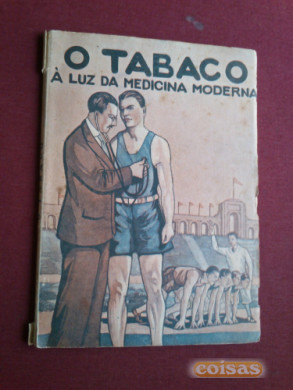 O TABACO
À LUZ DA MEDICINA MODERNA
coisas